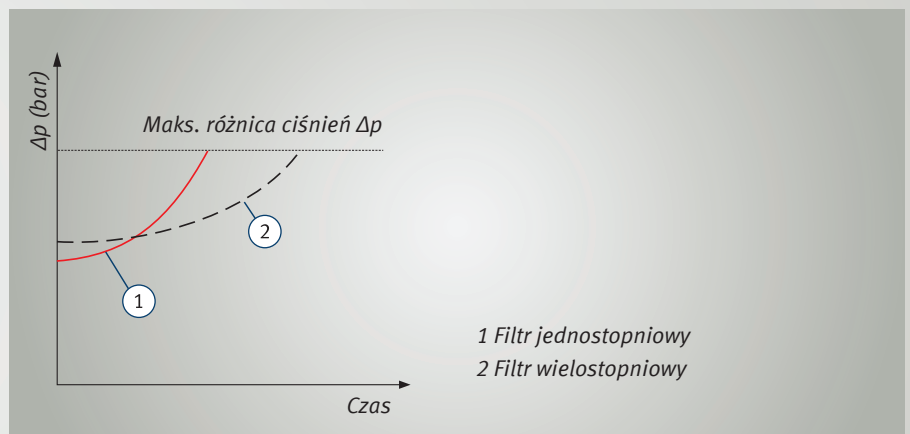 Δp (bar)
Maks. różnica ciśnień Δp
2
1
1 Filtr jednostopniowy
2 Filtr wielostopniowy
Czas